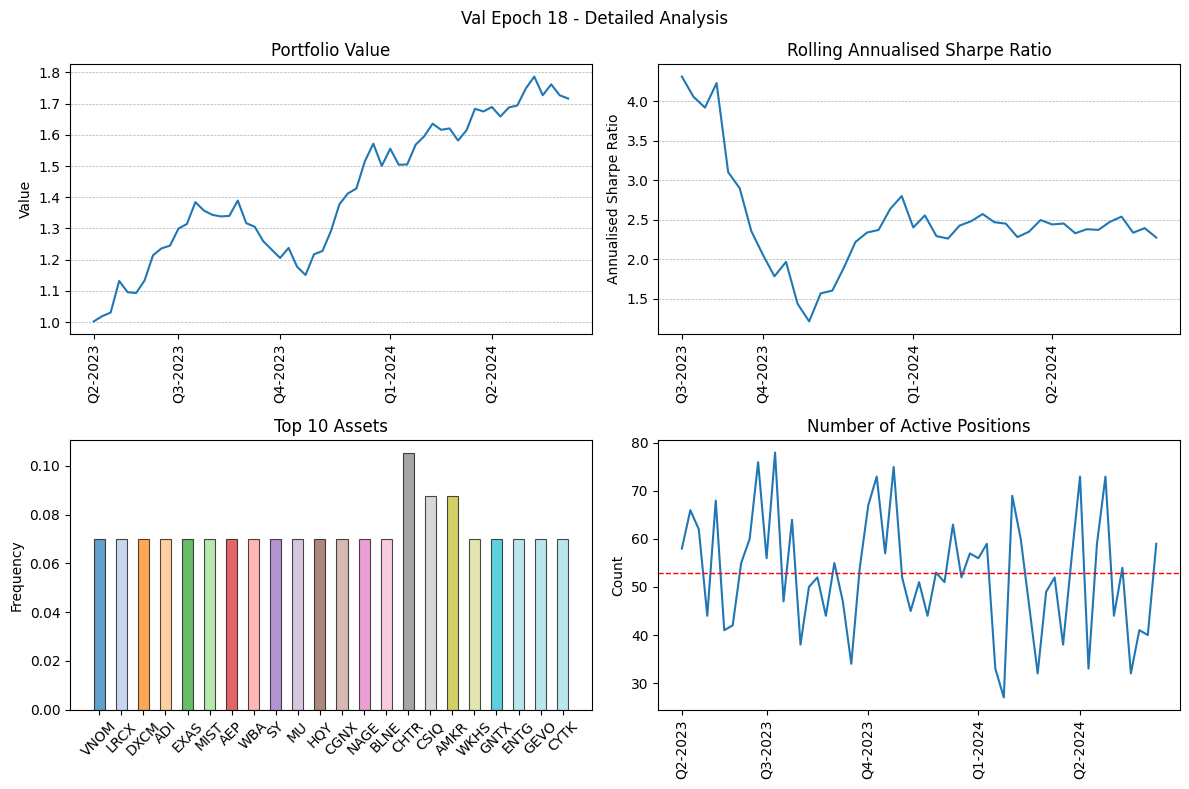 Val Epoch 18 - Detailed Analysis
Portfolio Value
Value
1.8
1.7
1.6
1.5
1.4
1.3
1.2
1.1
1.0
Q2-2023 Q3-2023 Q4-2023 Q1-2024 Q2-2024
Rolling Annualised Sharpe Ratio
Annualised Sharpe Ratio
4.0
3.5
3.0
2.5
2.0
1.5
Q3-2023 Q4-2023 Q1-2024 Q2-2024
Top 10 Assets
Frequency
0.10
0.08
0.06
0.04
0.02
0.00
VNOM LRCX DXCM ADI EXAS MIST AEP WBA SY MU HQY CGNX NAGE BLNE CHTR CSIQ AMKR WKHS GNTX ENTG GEVO CYTK
Number of Active Positions
Count
80
70
60
50
40
30
Q2-2023 Q3-2023 Q4-2023 Q1-2024 Q2-2024